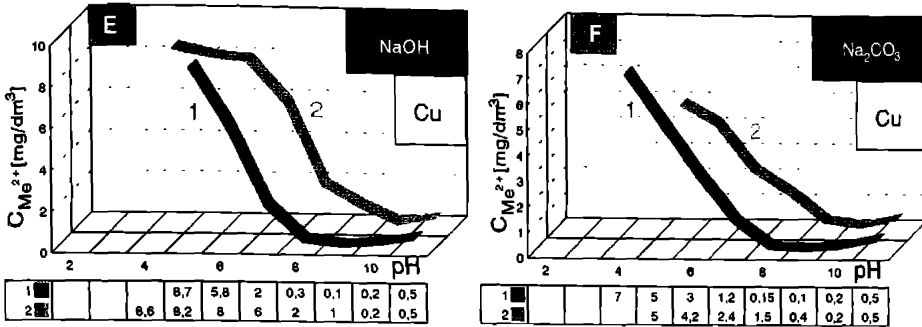 E
NaOH
Cu
1
2
C Me²⁺ [mg/dm³]
10
8
6
4
2
0
2 4 6 8 10 pH
1 8,7 5,8 2 0,3 0,1 0,2 0,5
2 8,6 8,2 8 6 2 1 0,2 0,5
F
Na₂CO₃
Cu
1
2
C Me²⁺ [mg/dm³]
8
7
6
5
4
3
2
1
0
2 4 6 8 10 pH
1 7 5 3 1,2 0,15 0,1 0,2 0,5
2 5 4,2 2,4 1,5 0,4 0,2 0,5